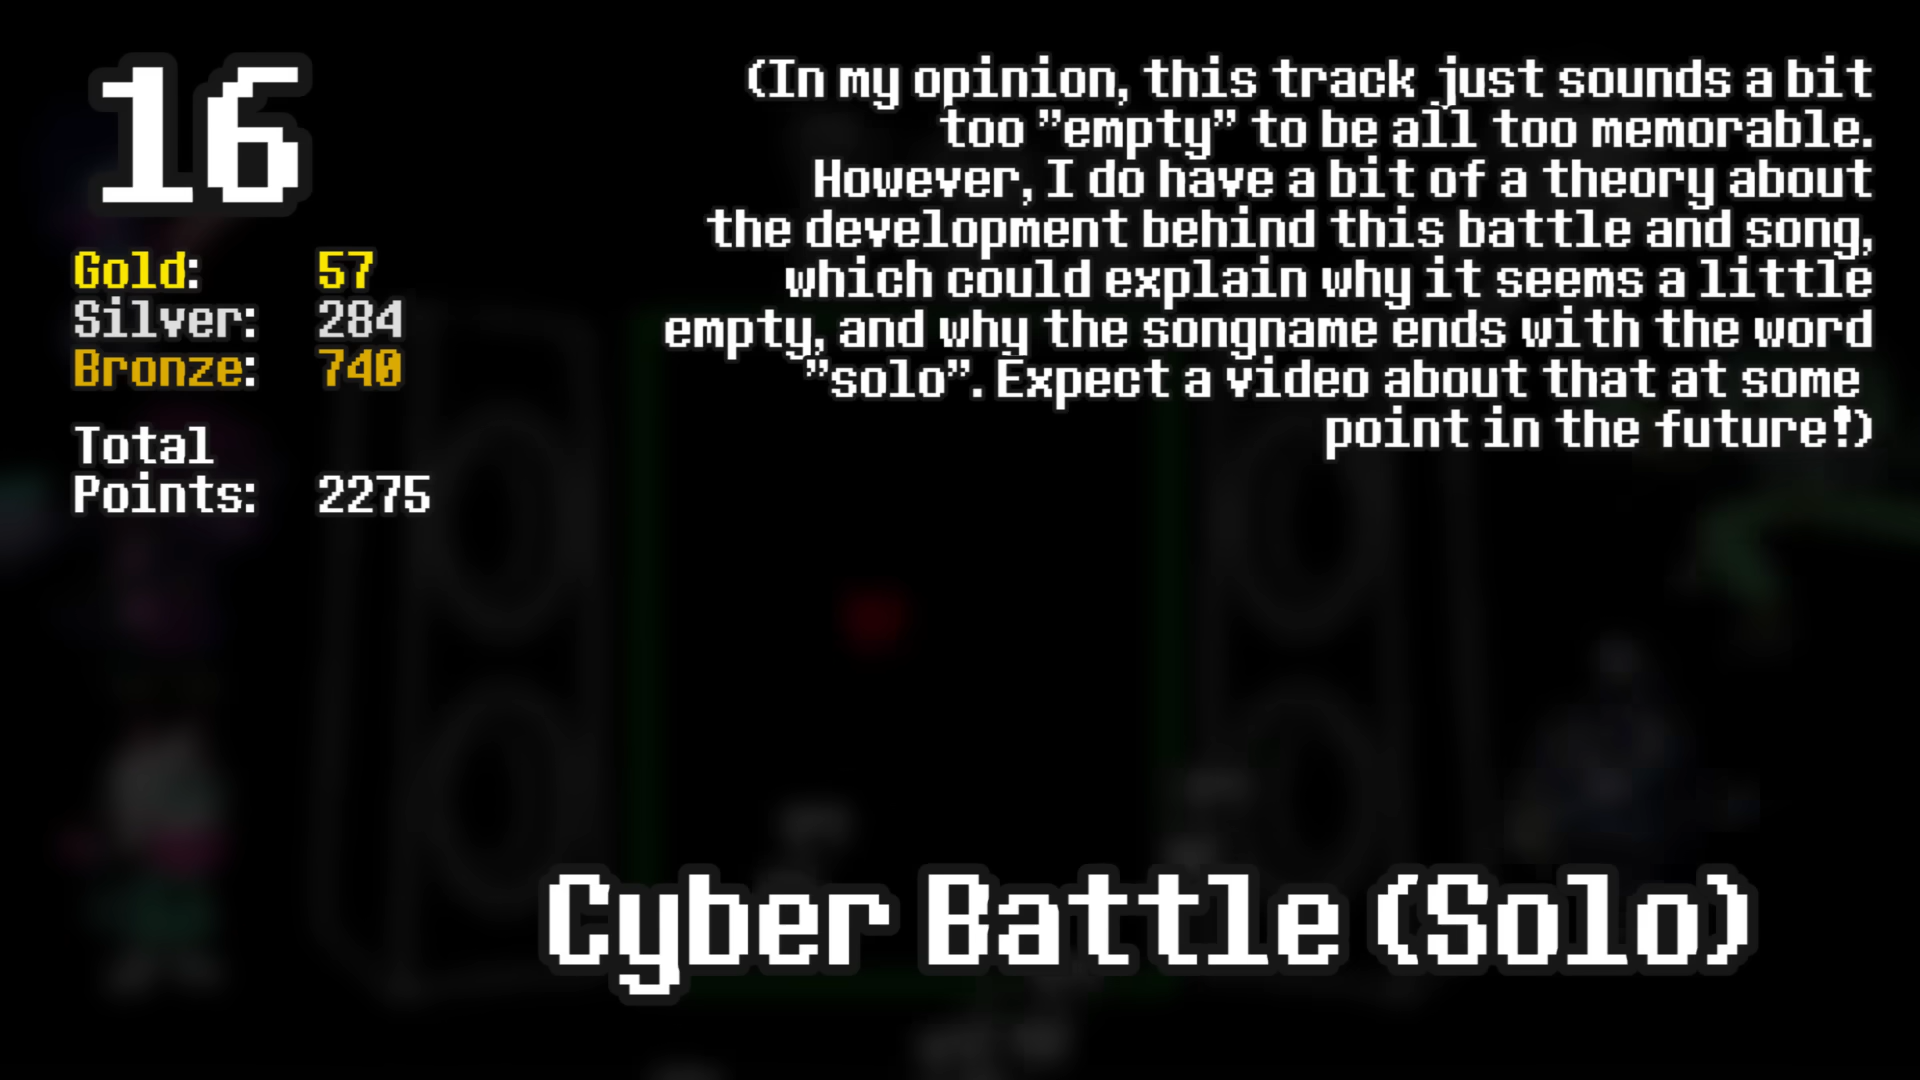 16
Gold: 57
Silver: 284
Bronze: 740
Total
Points: 2275
(In my opinion, this track just sounds a bit
too "empty" to be all too memorable.
However, I do have a bit of a theory about
the development behind this battle and song,
which could explain why it seems a little
empty, and why the songname ends with the word
"solo". Expect a video about that at some
point in the future!)
Cyber Battle (Solo)